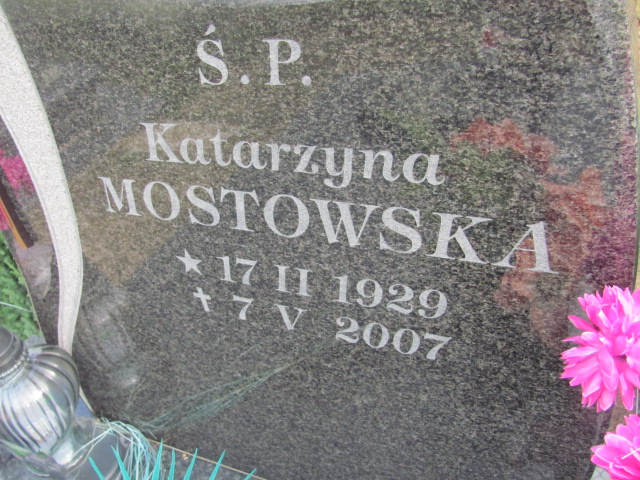 Ś. P.
Katarzyna
MOSTOWSKA
★ 17 II 1929
✝ 7 V 2007